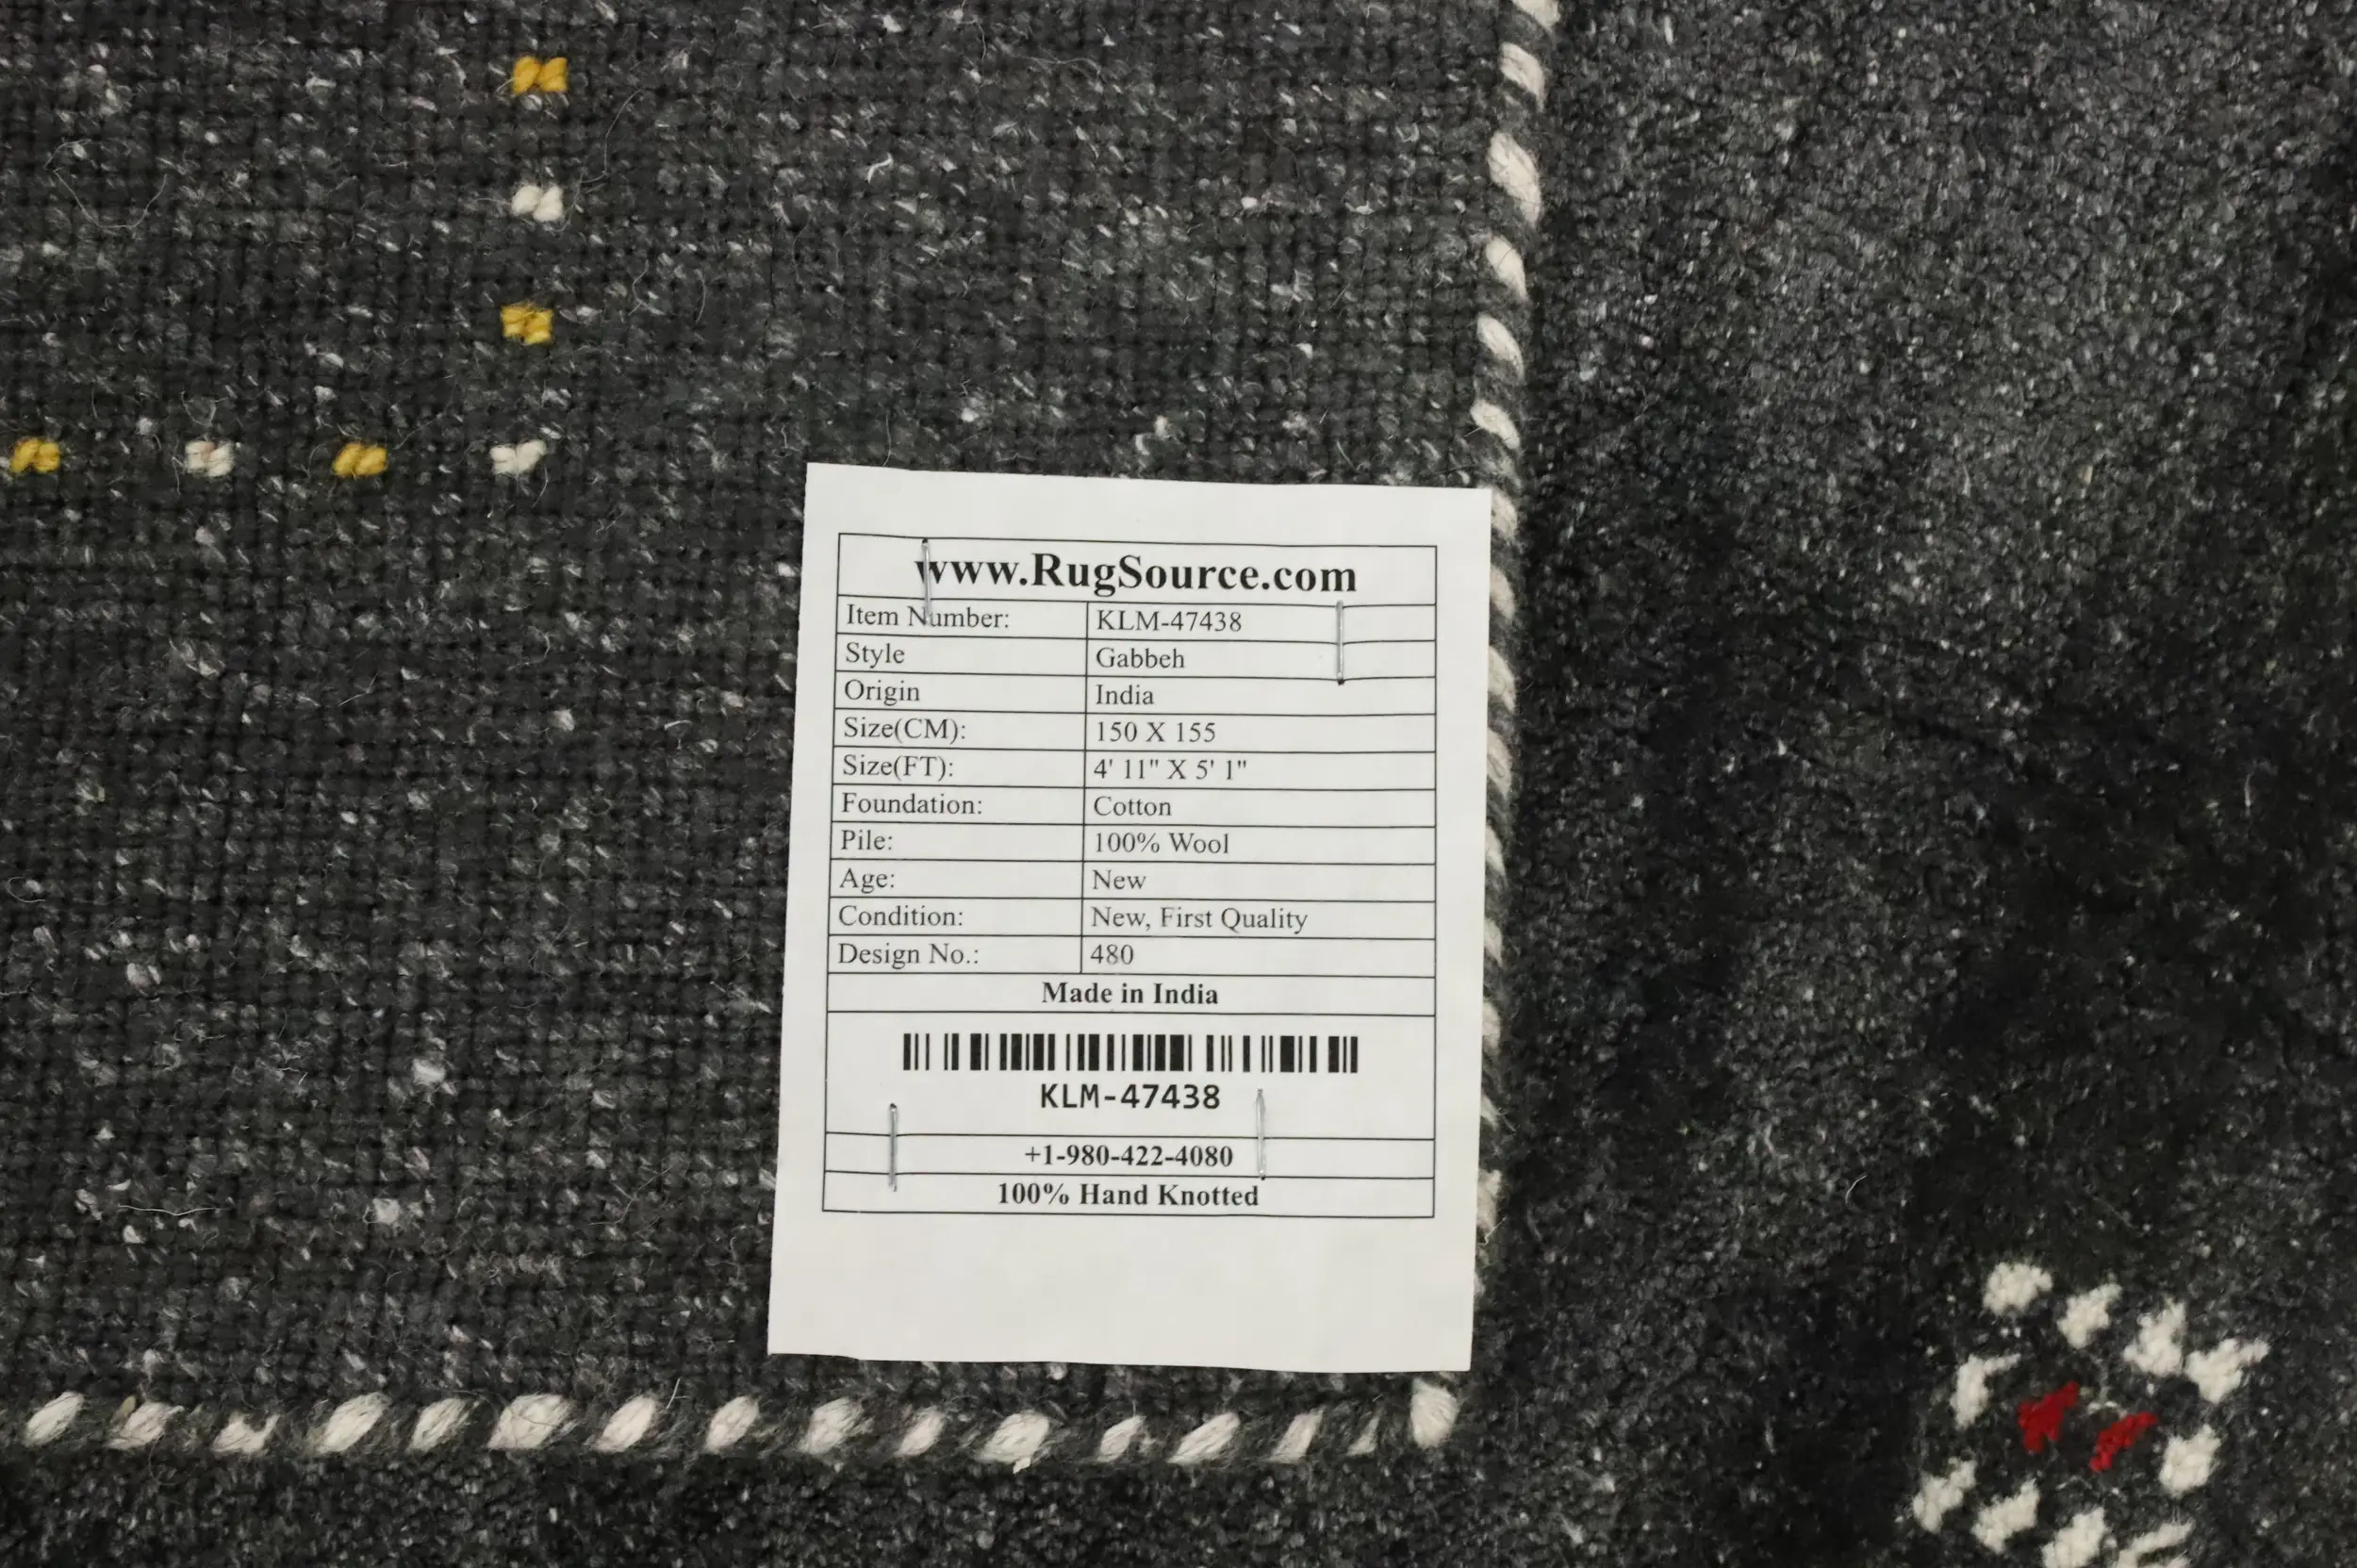 www.RugSource.com
Item Number: KLM-47438
Style Gabbeh
Origin India
Size(CM): 150 X 155
Size(FT): 4' 11" X 5' 1"
Foundation: Cotton
Pile: 100% Wool
Age: New
Condition: New, First Quality
Design No.: 480
Made in India
KLM-47438
+1-980-422-4080
100% Hand Knotted